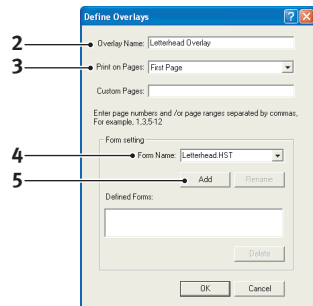 Define Overlays
2 Overlay Name: Letterhead Overlay
3 Print on Pages: First Page
Custom Pages:
Enter page numbers and /or page ranges separated by commas,
For example, 1,3,5-12
Form setting
4 Form Name: Letterhead.HST
5 Add Rename
Defined Forms:
Delete
OK Cancel